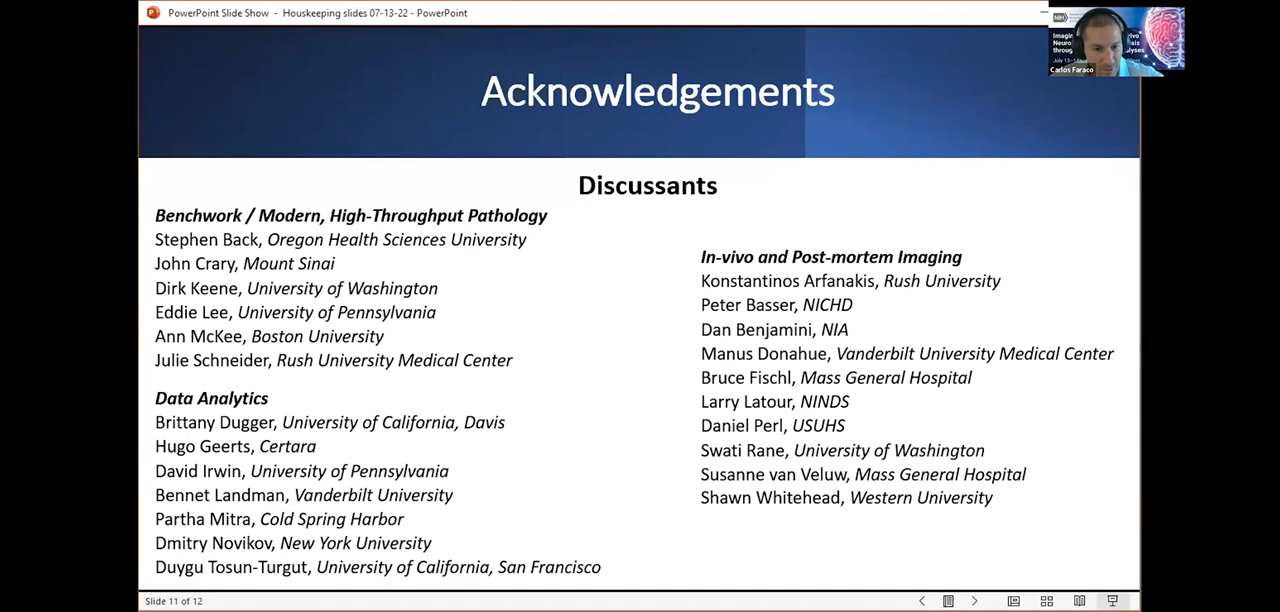 PowerPoint Slide Show - Houskeeping slides 07-13-22 - PowerPoint
NIH
Carlos Faraco
Acknowledgements
Discussants
Benchwork / Modern, High-Throughput Pathology
Stephen Back, Oregon Health Sciences University
John Crary, Mount Sinai
Dirk Keene, University of Washington
Eddie Lee, University of Pennsylvania
Ann McKee, Boston University
Julie Schneider, Rush University Medical Center
Data Analytics
Brittany Dugger, University of California, Davis
Hugo Geerts, Certara
David Irwin, University of Pennsylvania
Bennet Landman, Vanderbilt University
Partha Mitra, Cold Spring Harbor
Dmitry Novikov, New York University
Duygu Tosun-Turgut, University of California, San Francisco
In-vivo and Post-mortem Imaging
Konstantinos Arfanakis, Rush University
Peter Basser, NICHD
Dan Benjamini, NIA
Manus Donahue, Vanderbilt University Medical Center
Bruce Fischl, Mass General Hospital
Larry Latour, NINDS
Daniel Perl, USUHS
Swati Rane, University of Washington
Susanne van Veluw, Mass General Hospital
Shawn Whitehead, Western University
Slide 11 of 12